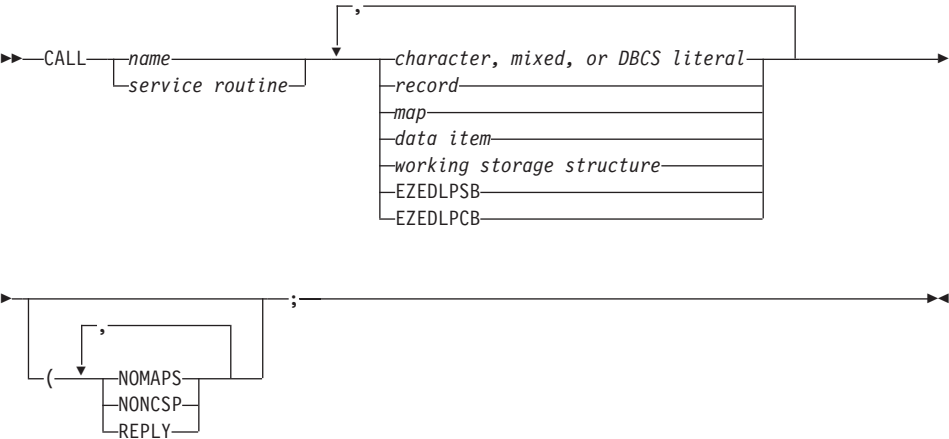 ,
CALL name character, mixed, or DBCS literal
service routine record
map
data item
working storage structure
EZEDLPSB
EZEDLPCB
;
,
( NOMAPS
NONCSP
REPLY